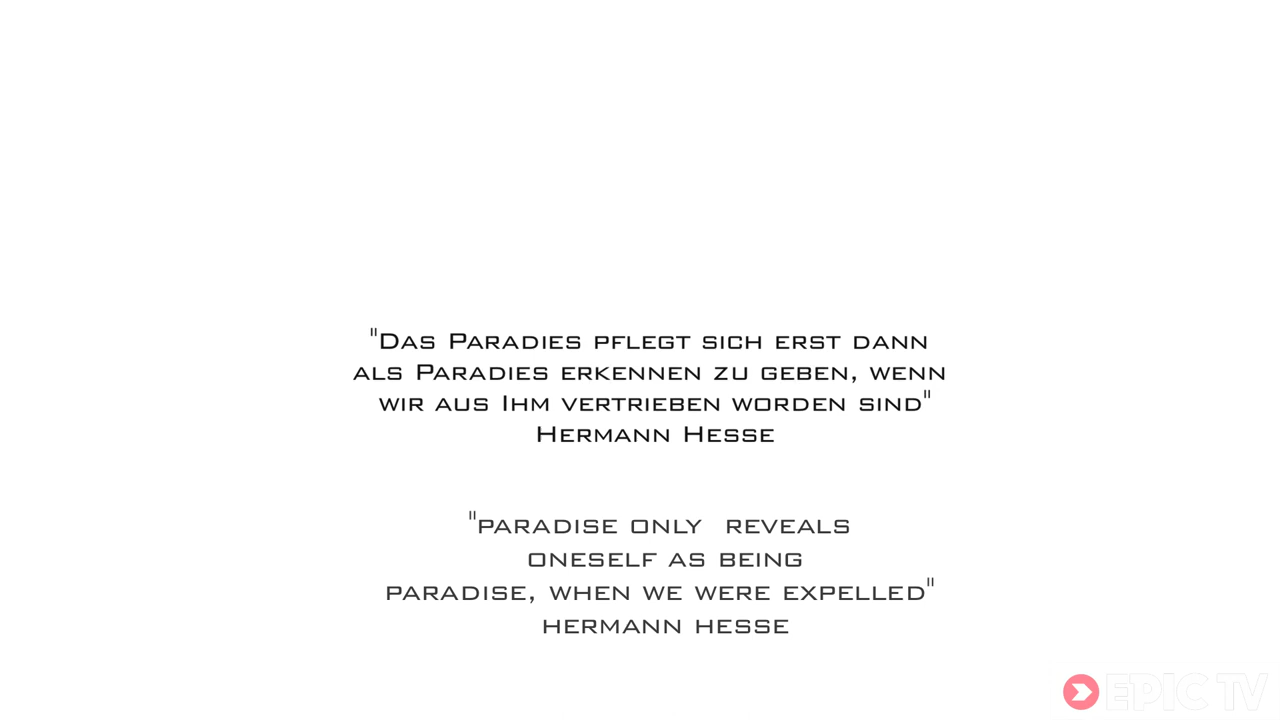 "Das Paradies pflegt sich erst dann
als Paradies erkennen zu geben, wenn
wir aus Ihm vertrieben worden sind"
Hermann Hesse
"paradise only  reveals
oneself as being
paradise, when we were expelled"
hermann hesse
EPIC TV